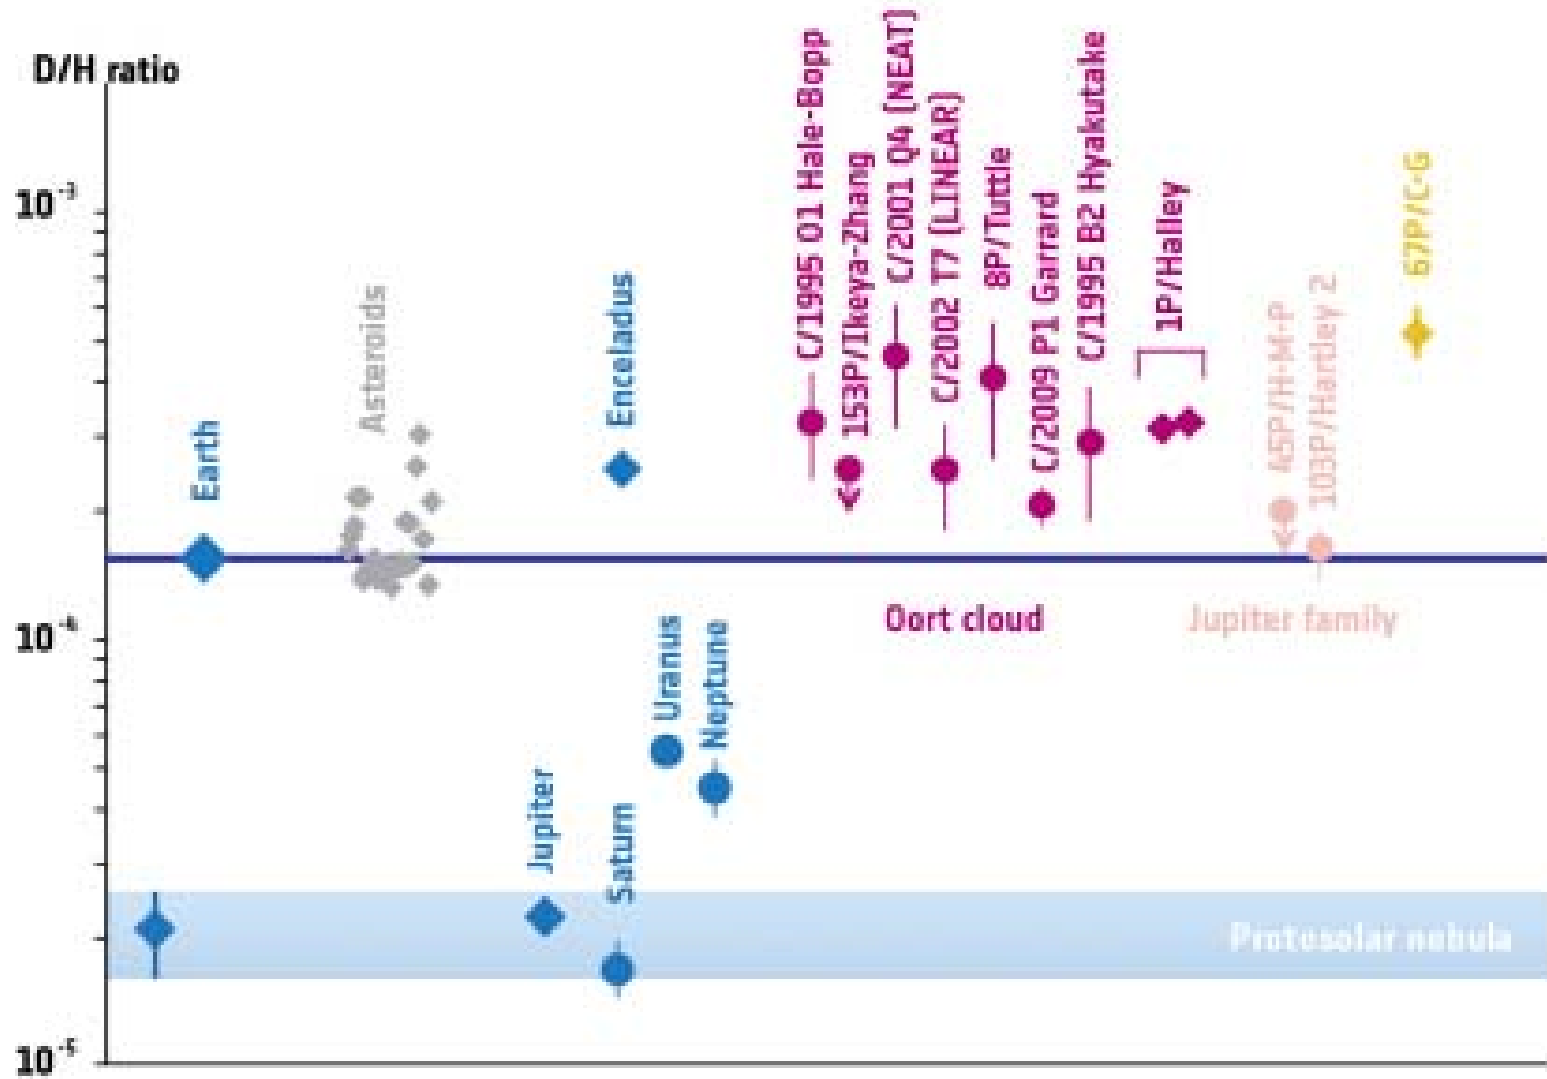 D/H ratio
10-3
10-4
10-5
Earth
Asteroids
Enceladus
Jupiter
Saturn
Uranus
Neptune
C/1995 O1 Hale-Bopp
153P/Ikeya-Zhang
C/2001 Q4 (NEAT)
C/2002 T7 (LINEAR)
8P/Tuttle
C/2009 P1 Garrard
C/1995 B2 Hyakutake
1P/Halley
45P/H-M-P
103P/Hartley 2
67P/C-G
Oort cloud
Jupiter family
Protosolar nebula